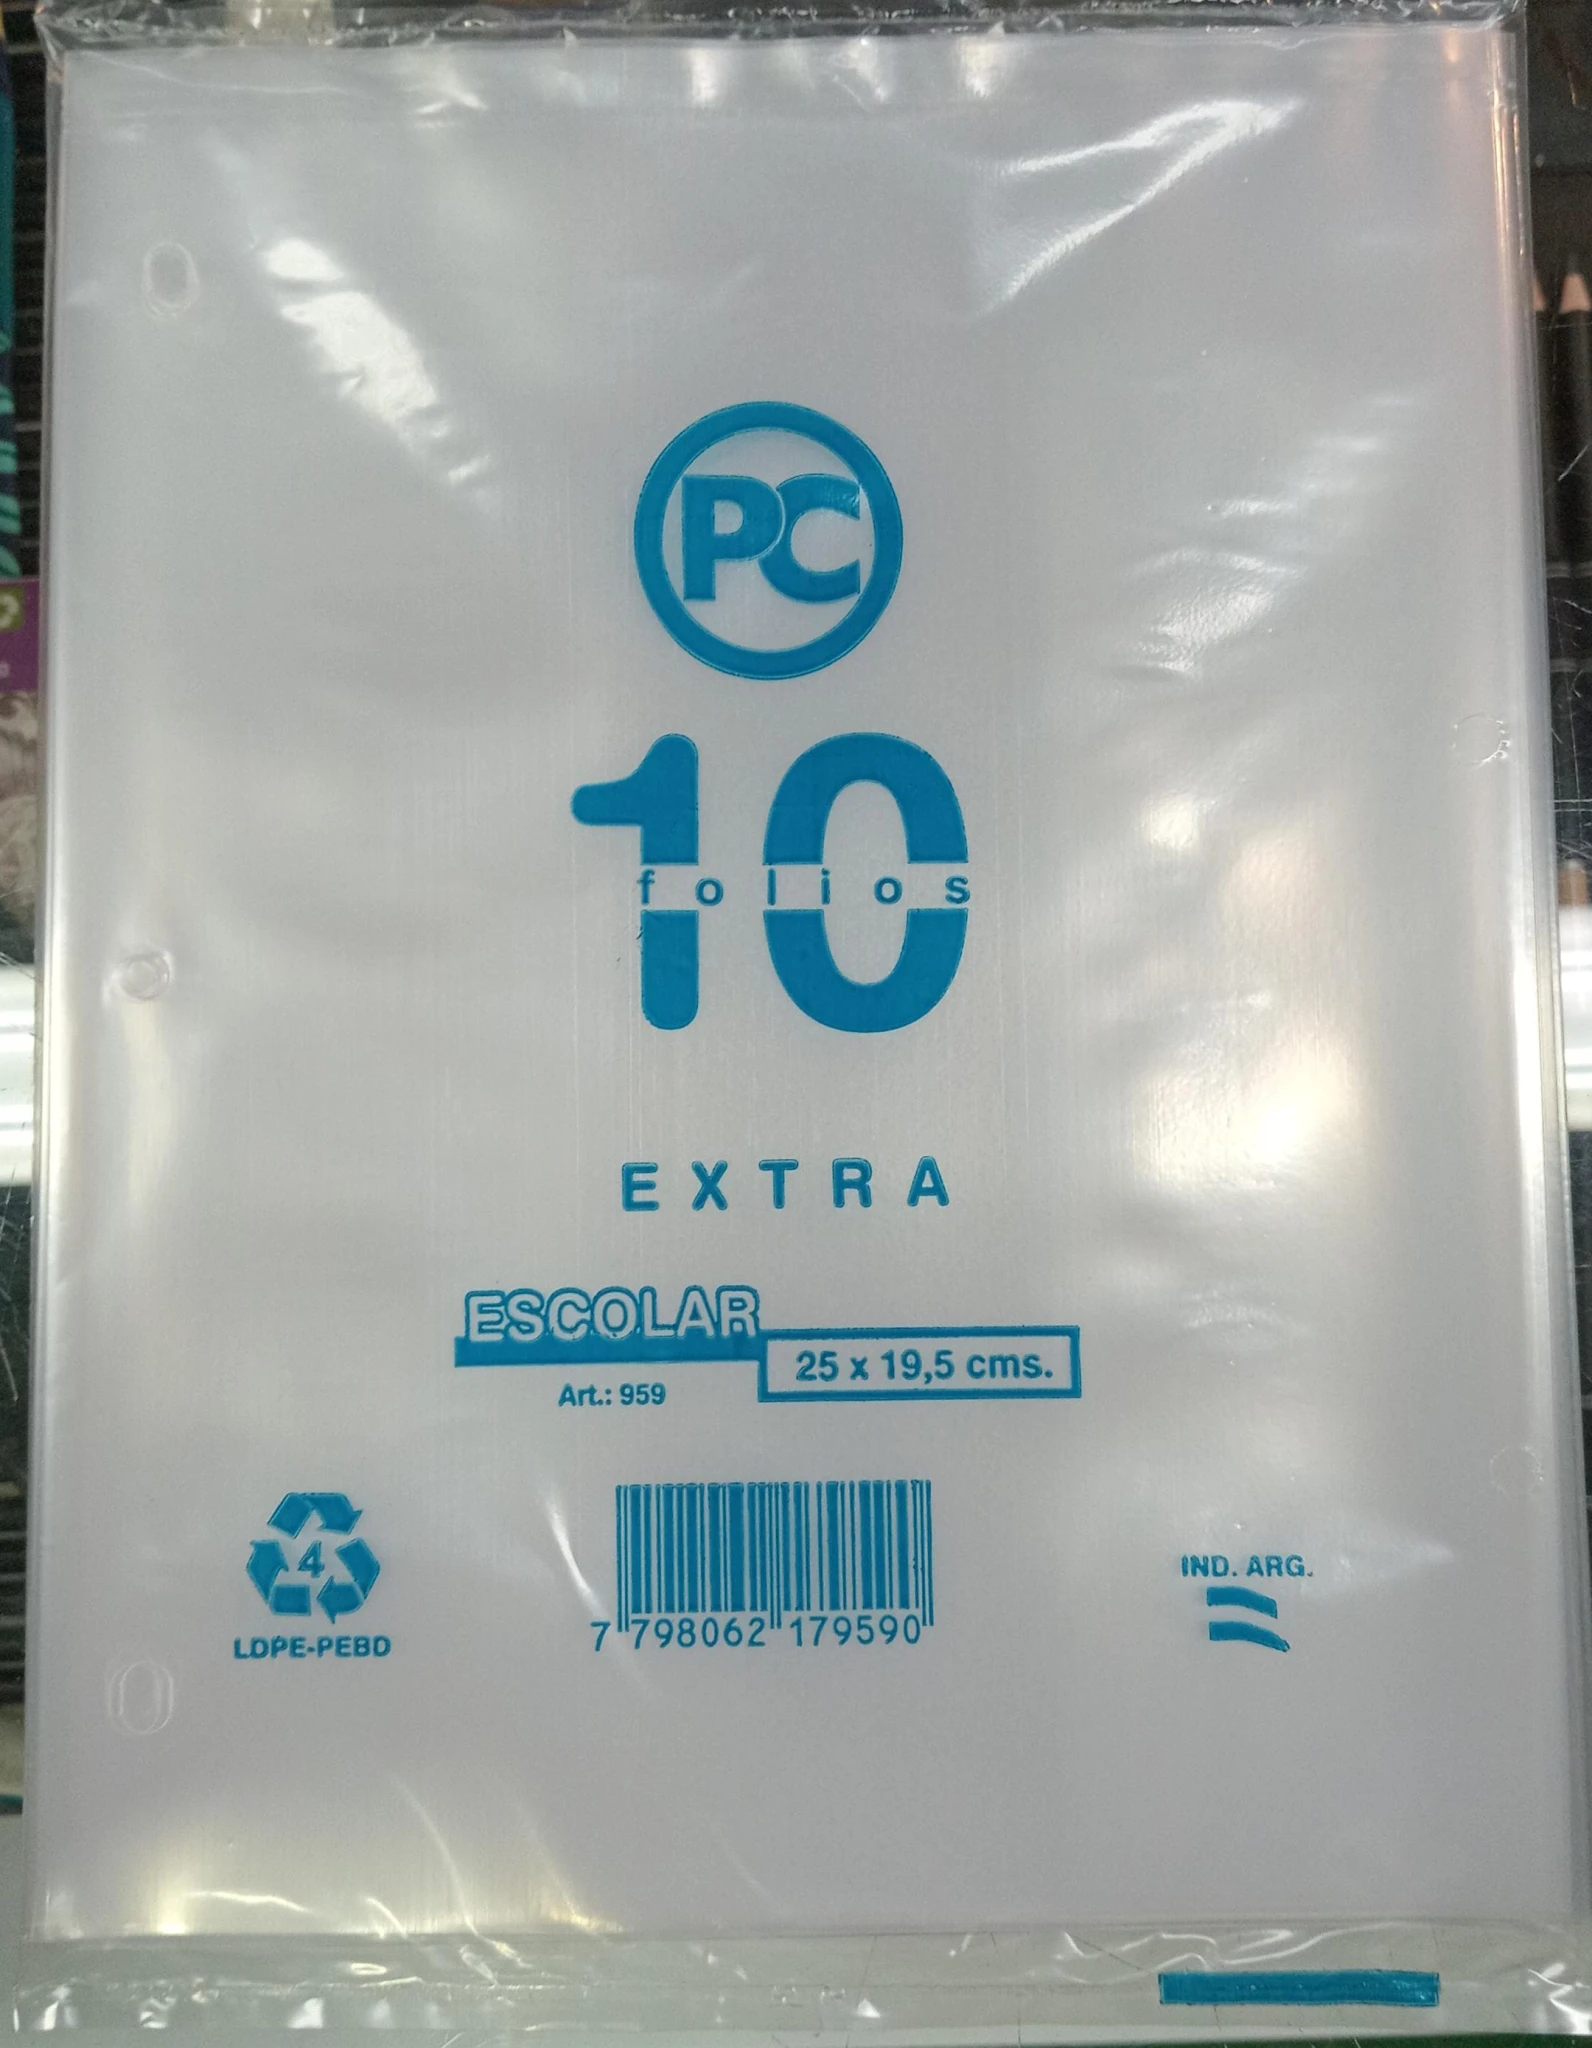 PC
10
folios
EXTRA
ESCOLAR
25 x 19,5 cms.
Art.: 959
4
LDPE-PEBD
7 798062 179590
IND. ARG.